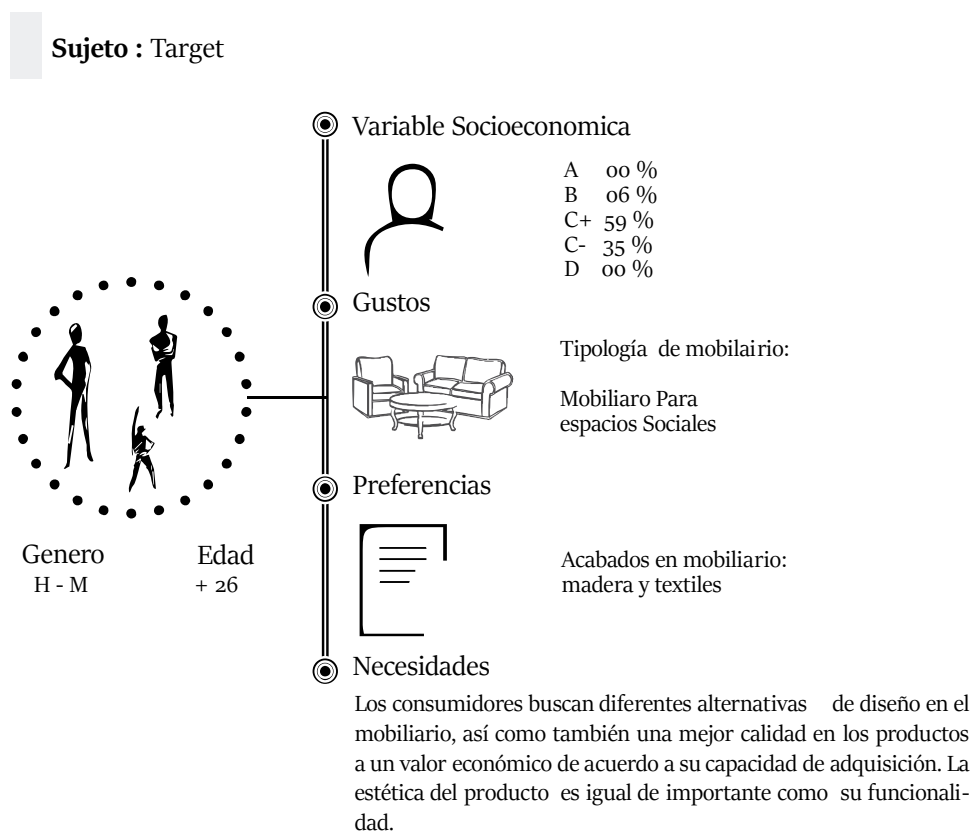 Sujeto : Target
Variable Socioeconomica
A 00 %
B 06 %
C+ 59 %
C- 35 %
D 00 %
Gustos
Tipología de mobilairio:
Mobiliaro Para
espacios Sociales
Preferencias
Genero
H - M
Edad
+ 26
Acabados en mobiliario:
madera y textiles
Necesidades
Los consumidores buscan diferentes alternativas de diseño en el
mobiliario, así como también una mejor calidad en los productos
a un valor económico de acuerdo a su capacidad de adquisición. La
estética del producto es igual de importante como su funcionali-
dad.